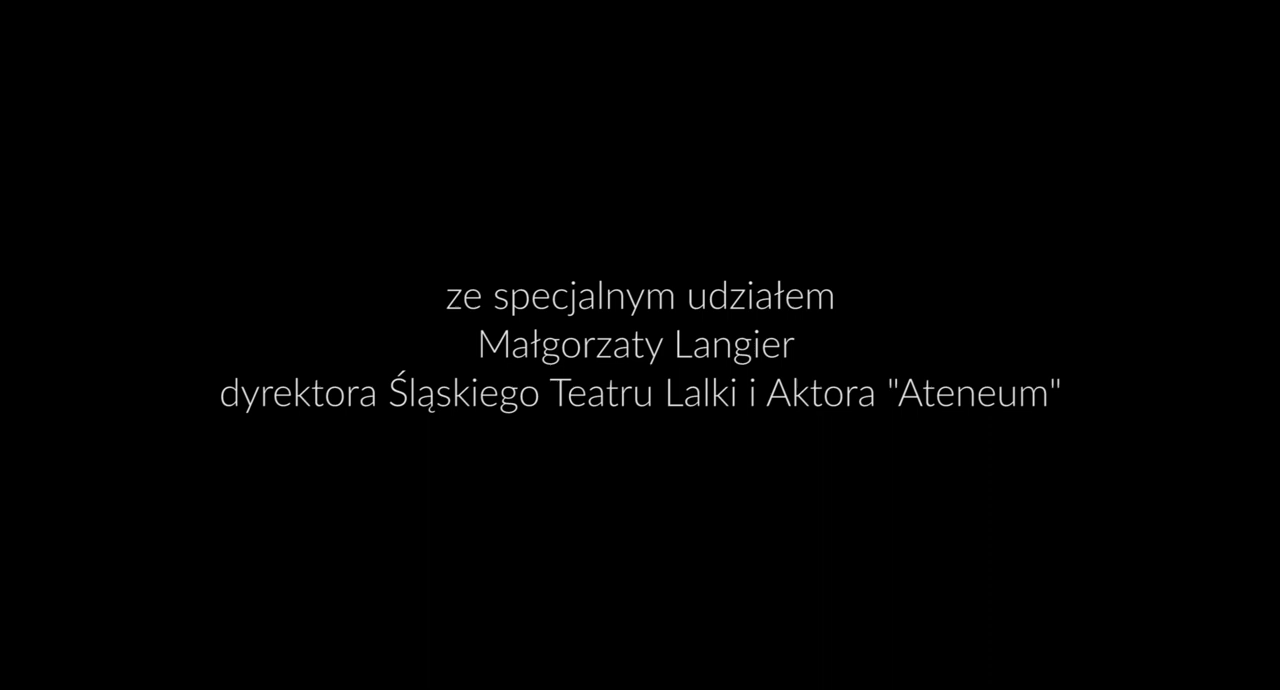 ze specjalnym udziałem
Małgorzaty Langier
dyrektora Śląskiego Teatru Lalki i Aktora "Ateneum"